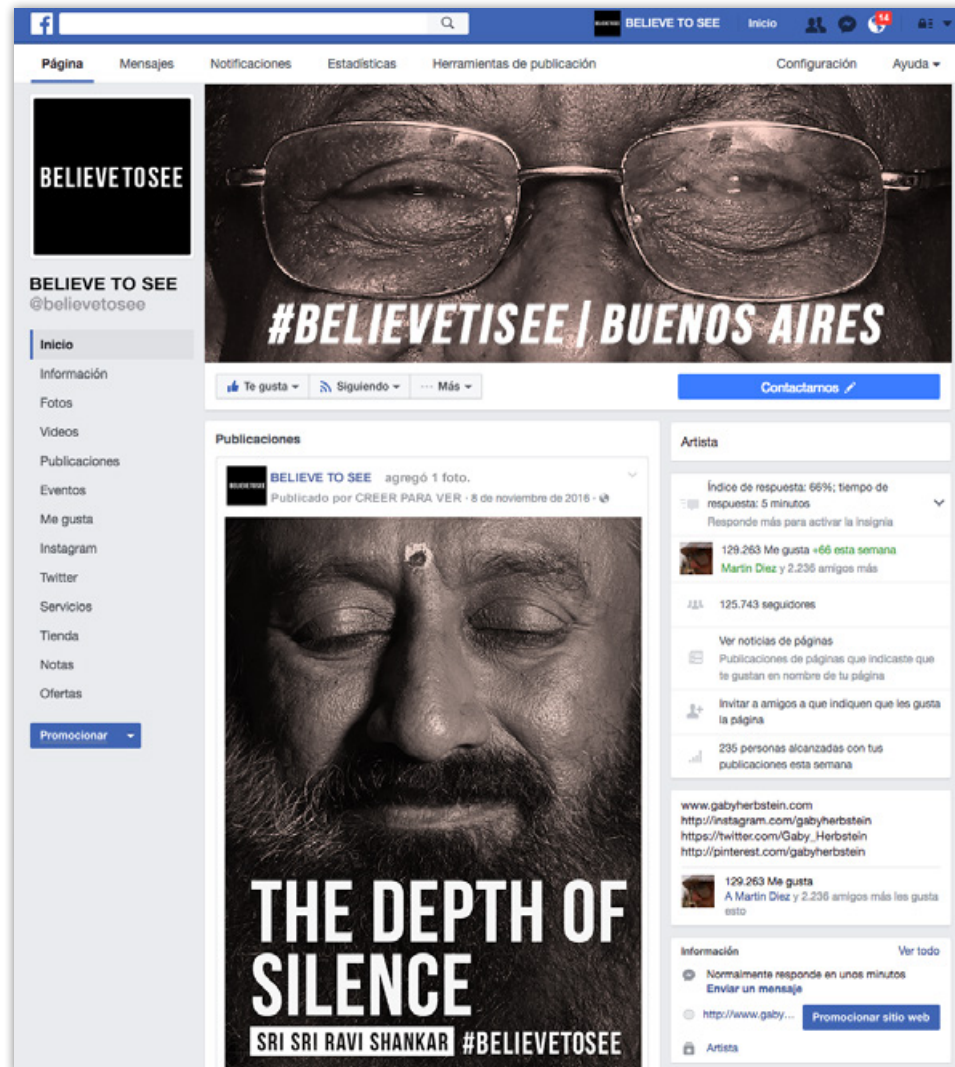 f
BELIEVE TO SEE
Inicio
14
Página
Mensajes
Notificaciones
Estadísticas
Herramientas de publicación
Configuración
Ayuda
BELIEVETOSEE
BELIEVE TO SEE
@believetosee
Inicio
Información
Fotos
Videos
Publicaciones
Eventos
Me gusta
Instagram
Twitter
Servicios
Tienda
Notas
Ofertas
Promocionar
#BELIEVETISEE | BUENOS AIRES
Te gusta
Siguiendo
Más
Contactarnos
Publicaciones
BELIEVE TO SEE agregó 1 foto.
Publicado por CREER PARA VER · 8 de noviembre de 2016 ·
THE DEPTH OF
SILENCE
SRI SRI RAVI SHANKAR #BELIEVETOSEE
Artista
Índice de respuesta: 66%; tiempo de
respuesta: 5 minutos
Responde más para activar la insignia
129.263 Me gusta +66 esta semana
Martin Diez y 2.236 amigos más
125.743 seguidores
Ver noticias de páginas
Publicaciones de páginas que indicaste que
te gustan en nombre de tu página
Invitar a amigos a que indiquen que les gusta
la página
235 personas alcanzadas con tus
publicaciones esta semana
www.gabyherbstein.com
http://instagram.com/gabyherbstein
https://twitter.com/Gaby_Herbstein
http://pinterest.com/gabyherbstein
129.263 Me gusta
A Martin Diez y 2.236 amigos más les gusta
esto
Información
Ver todo
Normalmente responde en unos minutos
Enviar un mensaje
http://www.gaby...
Promocionar sitio web
Artista